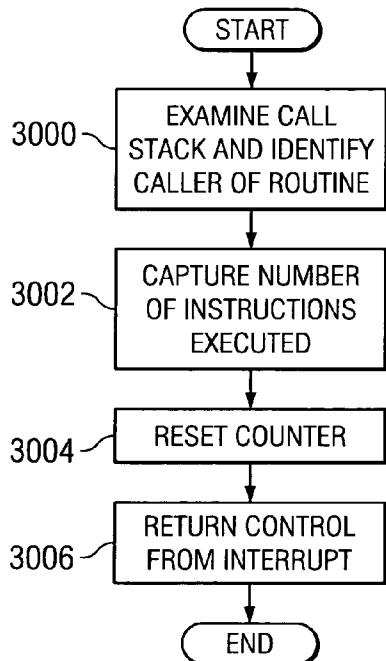 START
3000
EXAMINE CALL
STACK AND IDENTIFY
CALLER OF ROUTINE
3002
CAPTURE NUMBER
OF INSTRUCTIONS
EXECUTED
3004
RESET COUNTER
3006
RETURN CONTROL
FROM INTERRUPT
END